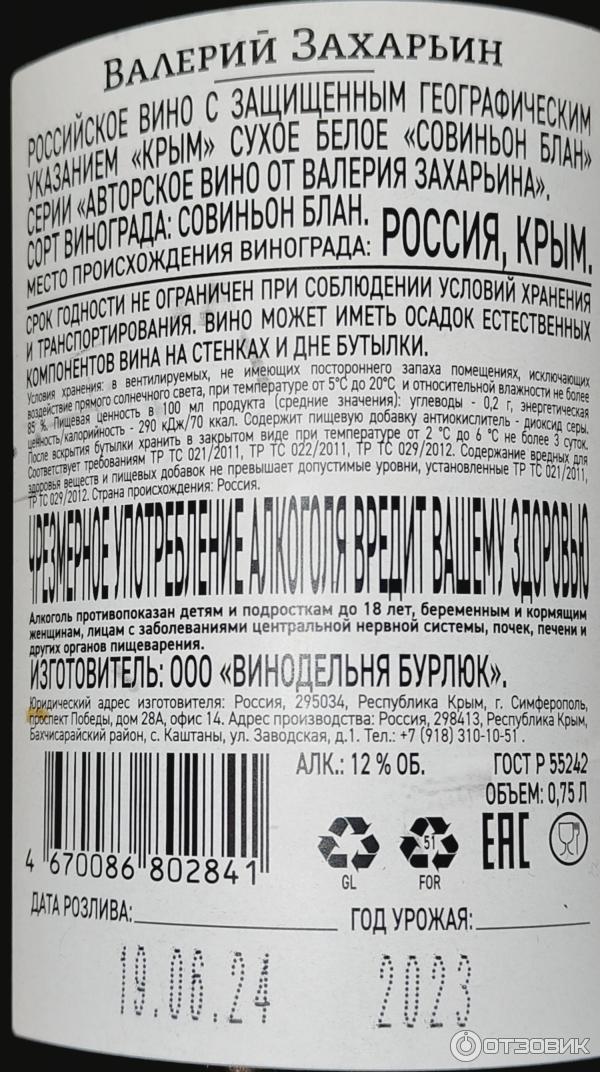 ВАЛЕРИЙ ЗАХАРЬИН
РОССИЙСКОЕ ВИНО С ЗАЩИЩЕННЫМ ГЕОГРАФИЧЕСКИМ
УКАЗАНИЕМ «КРЫМ» СУХОЕ БЕЛОЕ «СОВИНЬОН БЛАН»
СЕРИИ «АВТОРСКОЕ ВИНО ОТ ВАЛЕРИЯ ЗАХАРЬИНА».
СОРТ ВИНОГРАДА: СОВИНЬОН БЛАН.
МЕСТО ПРОИСХОЖДЕНИЯ ВИНОГРАДА: РОССИЯ, КРЫМ.
СРОК ГОДНОСТИ НЕ ОГРАНИЧЕН ПРИ СОБЛЮДЕНИИ УСЛОВИЙ ХРАНЕНИЯ
И ТРАНСПОРТИРОВАНИЯ. ВИНО МОЖЕТ ИМЕТЬ ОСАДОК ЕСТЕСТВЕННЫХ
КОМПОНЕНТОВ ВИНА НА СТЕНКАХ И ДНЕ БУТЫЛКИ.
Условия хранения: в вентилируемых, не имеющих постороннего запаха помещениях, исключающих
воздействие прямого солнечного света, при температуре от 5°С до 20°С и относительной влажности не более
85 %. Пищевая ценность в 100 мл продукта (средние значения): углеводы - 0,2 г, энергетическая
ценность/калорийность - 290 кДж/70 ккал. Содержит пищевую добавку антиокислитель - диоксид серы.
После вскрытия бутылки хранить в закрытом виде при температуре от 2 °С до 6 °С не более 3 суток.
Соответствует требованиям ТР ТС 021/2011, ТР ТС 022/2011, ТР ТС 029/2012. Содержание вредных для
здоровья веществ и пищевых добавок не превышает допустимые уровни, установленные ТР ТС 021/2011,
ТР ТС 029/2012. Страна происхождения: Россия.
ЧРЕЗМЕРНОЕ УПОТРЕБЛЕНИЕ АЛКОГОЛЯ ВРЕДИТ ВАШЕМУ ЗДОРОВЬЮ
Алкоголь противопоказан детям и подросткам до 18 лет, беременным и кормящим
женщинам, лицам с заболеваниями центральной нервной системы, почек, печени и
других органов пищеварения.
ИЗГОТОВИТЕЛЬ: ООО «ВИНОДЕЛЬНЯ БУРЛЮК».
Юридический адрес изготовителя: Россия, 295034, Республика Крым, г. Симферополь,
проспект Победы, дом 28А, офис 14. Адрес производства: Россия, 298413, Республика Крым,
Бахчисарайский район, с. Каштаны, ул. Заводская, д.1. Тел.: +7 (918) 310-10-51 .
АЛК.: 12 % ОБ. ГОСТ Р 55242
ОБЪЕМ: 0,75 Л
51
EAC
GL FOR
4 670086 802841
ДАТА РОЗЛИВА: ГОД УРОЖАЯ:
19.06.24 2023
ОТЗОВИК